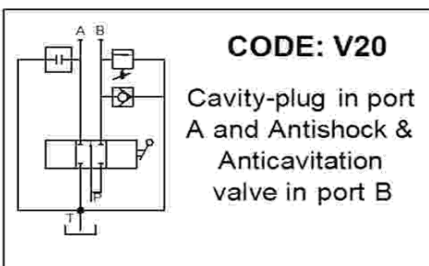 A B
CODE: V20
Cavity-plug in port
A and Antishock &
Anticavitation
valve in port B
P
T